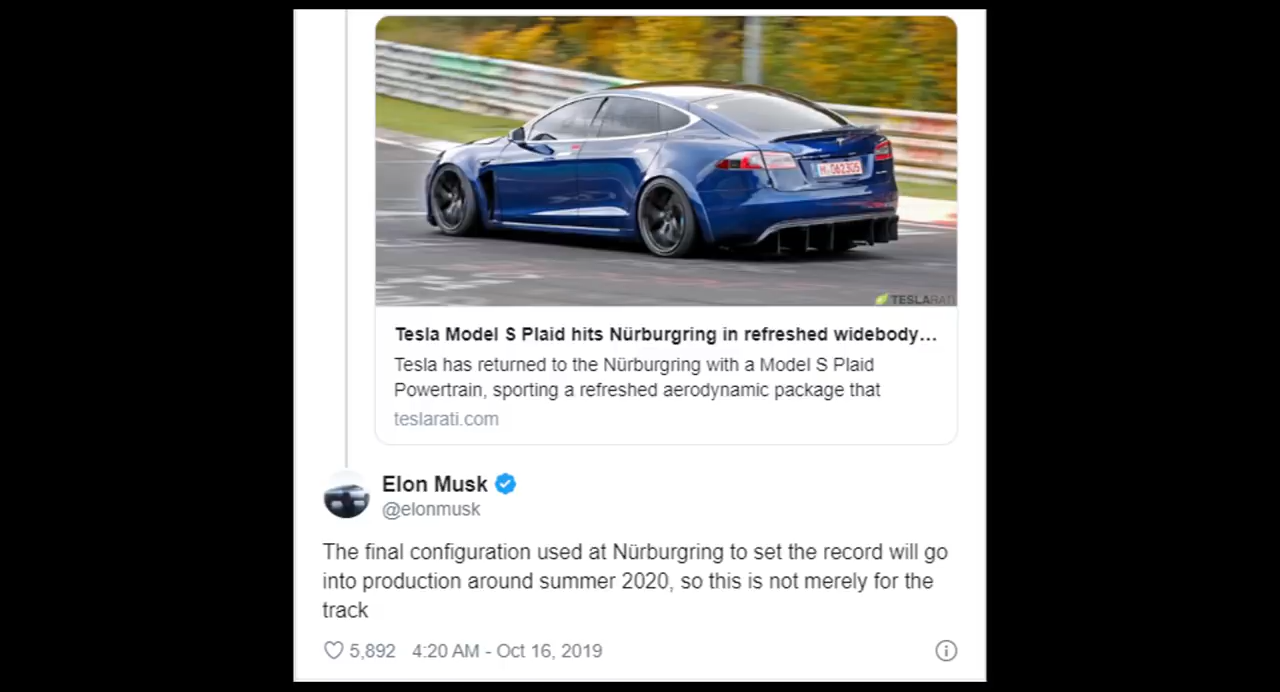 M·062305
TESLARATI
Tesla Model S Plaid hits Nürburgring in refreshed widebody...
Tesla has returned to the Nürburgring with a Model S Plaid
Powertrain, sporting a refreshed aerodynamic package that
teslarati.com
Elon Musk
@elonmusk
The final configuration used at Nürburgring to set the record will go
into production around summer 2020, so this is not merely for the
track
5,892 4:20 AM - Oct 16, 2019